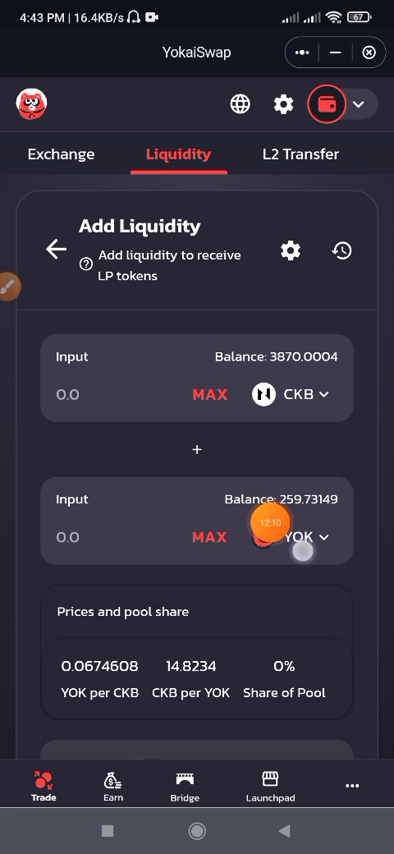 4:43 PM | 16.4KB/s
67
YokaiSwap
Exchange
Liquidity
L2 Transfer
Add Liquidity
Add liquidity to receive
LP tokens
Input
Balance: 3870.0004
0.0
MAX
CKB
+
Input
Balance: 259.73149
12:10
0.0
MAX
YOK
Prices and pool share
0.0674608
14.8234
0%
YOK per CKB
CKB per YOK
Share of Pool
Trade
Earn
Bridge
Launchpad